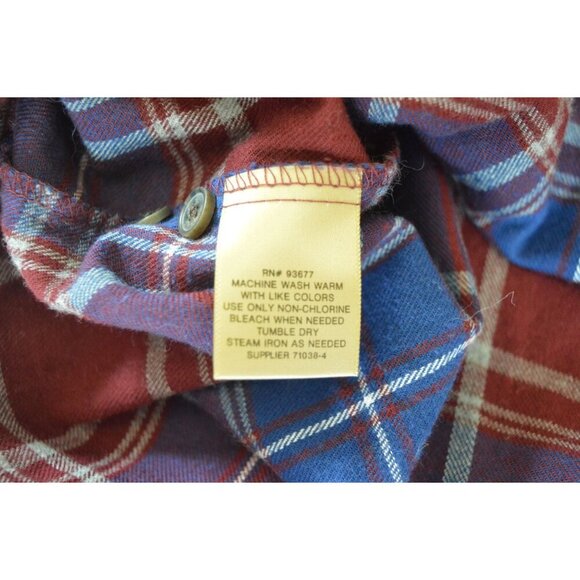 RN# 93677
MACHINE WASH WARM
WITH LIKE COLORS
USE ONLY NON-CHLORINE
BLEACH WHEN NEEDED
TUMBLE DRY
STEAM IRON AS NEEDED
SUPPLIER 71038-4